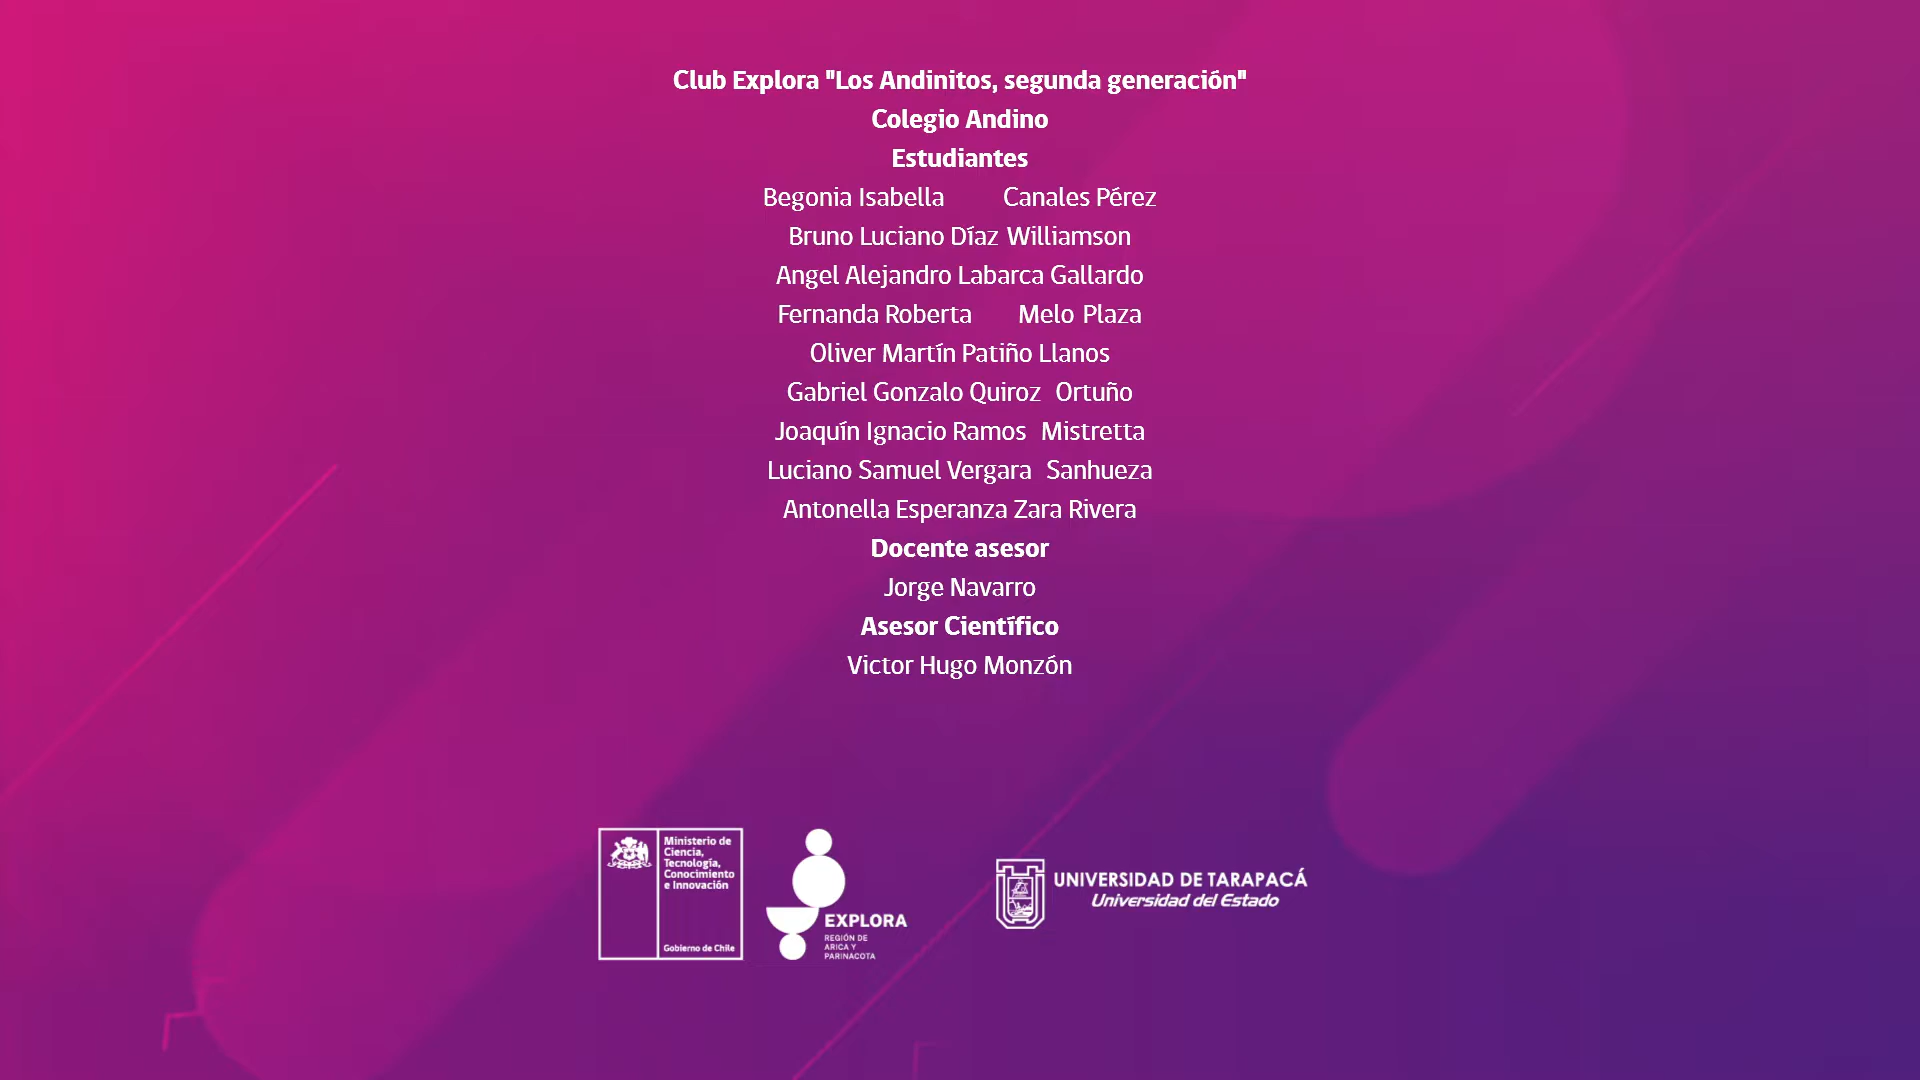 Club Explora "Los Andinitos, segunda generación"
Colegio Andino
Estudiantes
Begonia Isabella Canales Pérez
Bruno Luciano Díaz Williamson
Angel Alejandro Labarca Gallardo
Fernanda Roberta Melo Plaza
Oliver Martín Patiño Llanos
Gabriel Gonzalo Quiroz Ortuño
Joaquín Ignacio Ramos Mistretta
Luciano Samuel Vergara Sanhueza
Antonella Esperanza Zara Rivera
Docente asesor
Jorge Navarro
Asesor Científico
Victor Hugo Monzón
Ministerio de
Ciencia,
Tecnología,
Conocimiento
e Innovación
Gobierno de Chile
EXPLORA
REGIÓN DE
ARICA Y
PARINACOTA
UNIVERSIDAD DE TARAPACÁ
Universidad del Estado